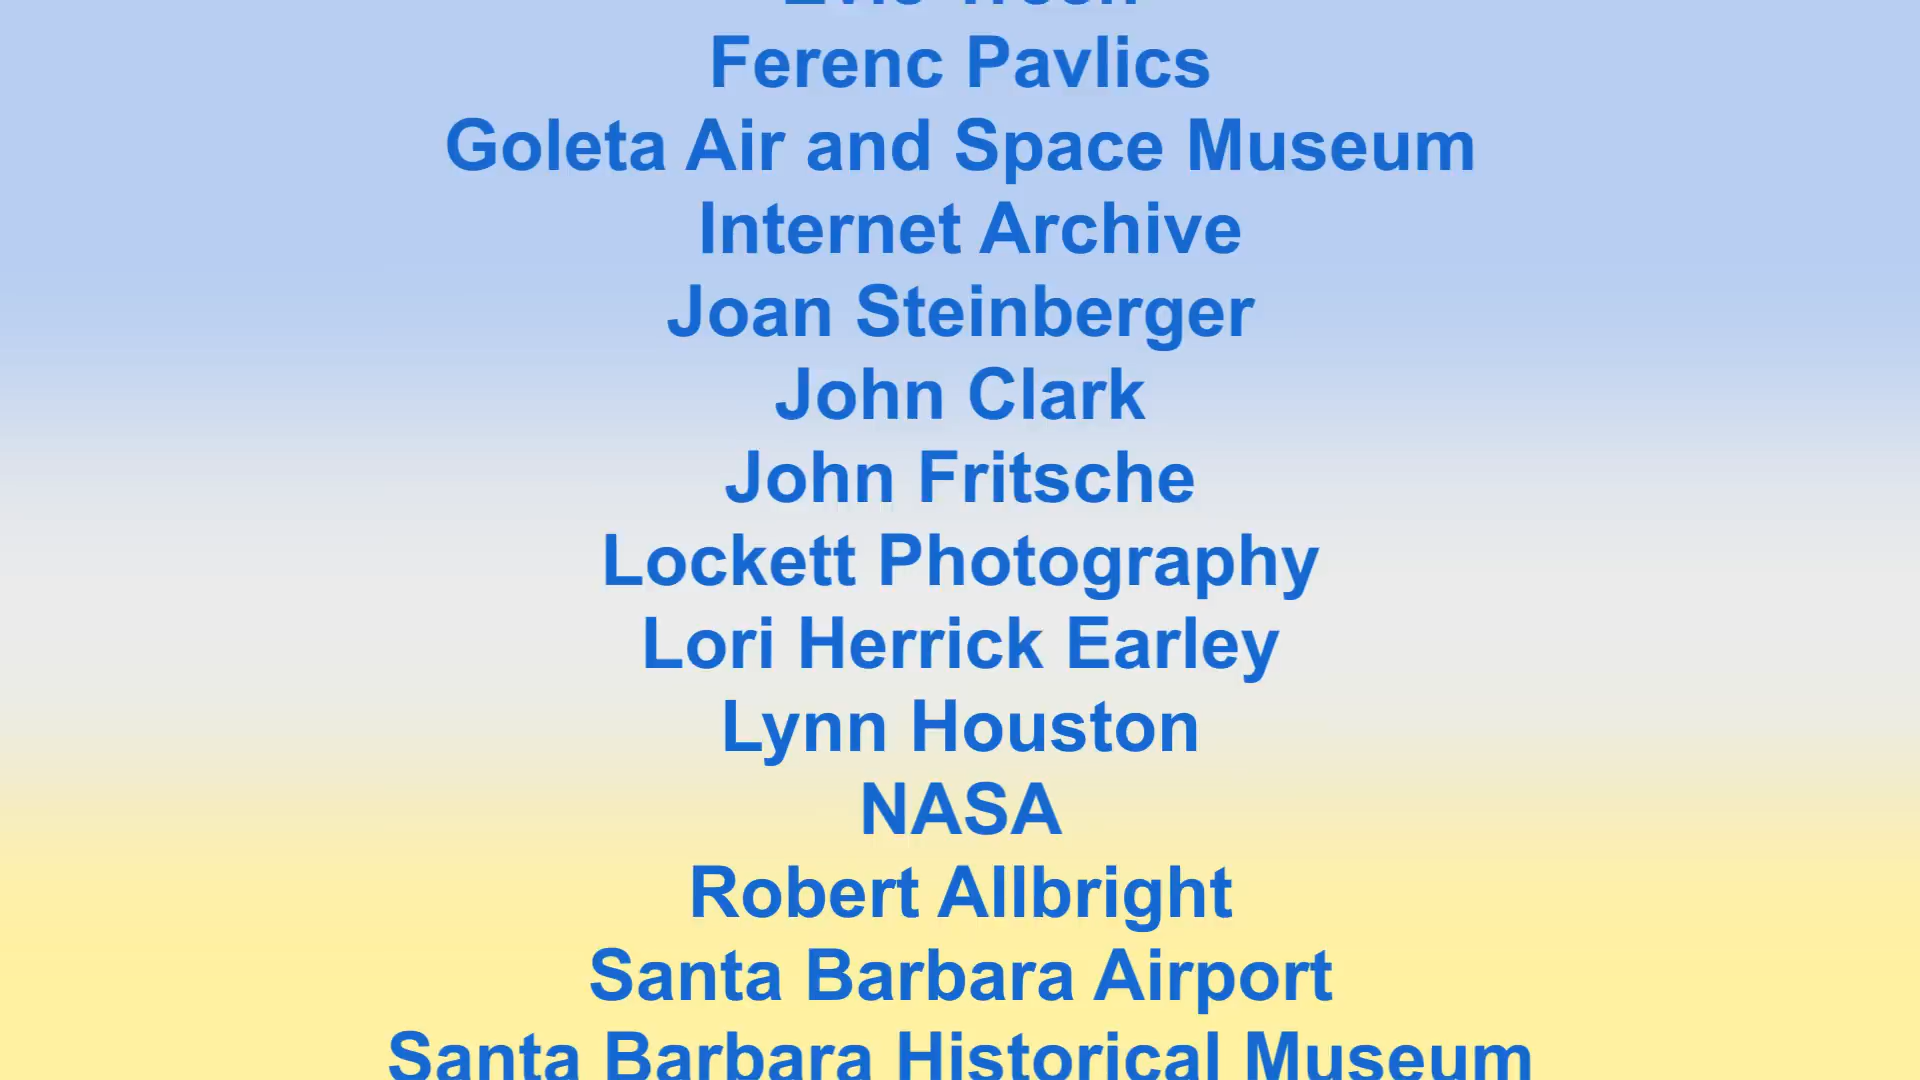 Ferenc Pavlics
Goleta Air and Space Museum
Internet Archive
Joan Steinberger
John Clark
John Fritsche
Lockett Photography
Lori Herrick Earley
Lynn Houston
NASA
Robert Allbright
Santa Barbara Airport
Santa Barbara Historical Museum